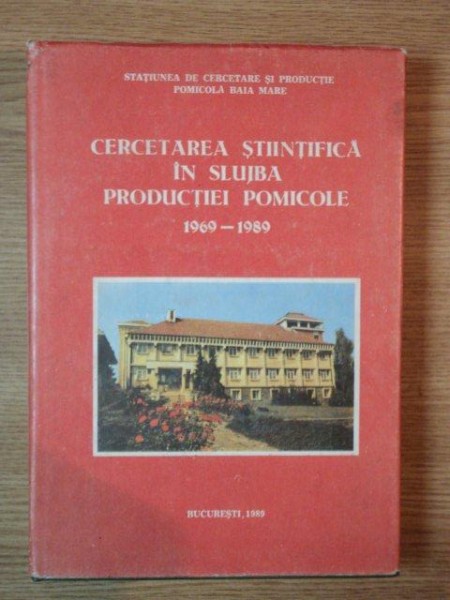 STAȚIUNEA DE CERCETARE ȘI PRODUCȚIE
POMICOLĂ BAIA MARE
CERCETAREA ȘTIINȚIFICĂ
ÎN SLUJBA
PRODUCȚIEI POMICOLE
1969 — 1989
BUCUREȘTI, 1989